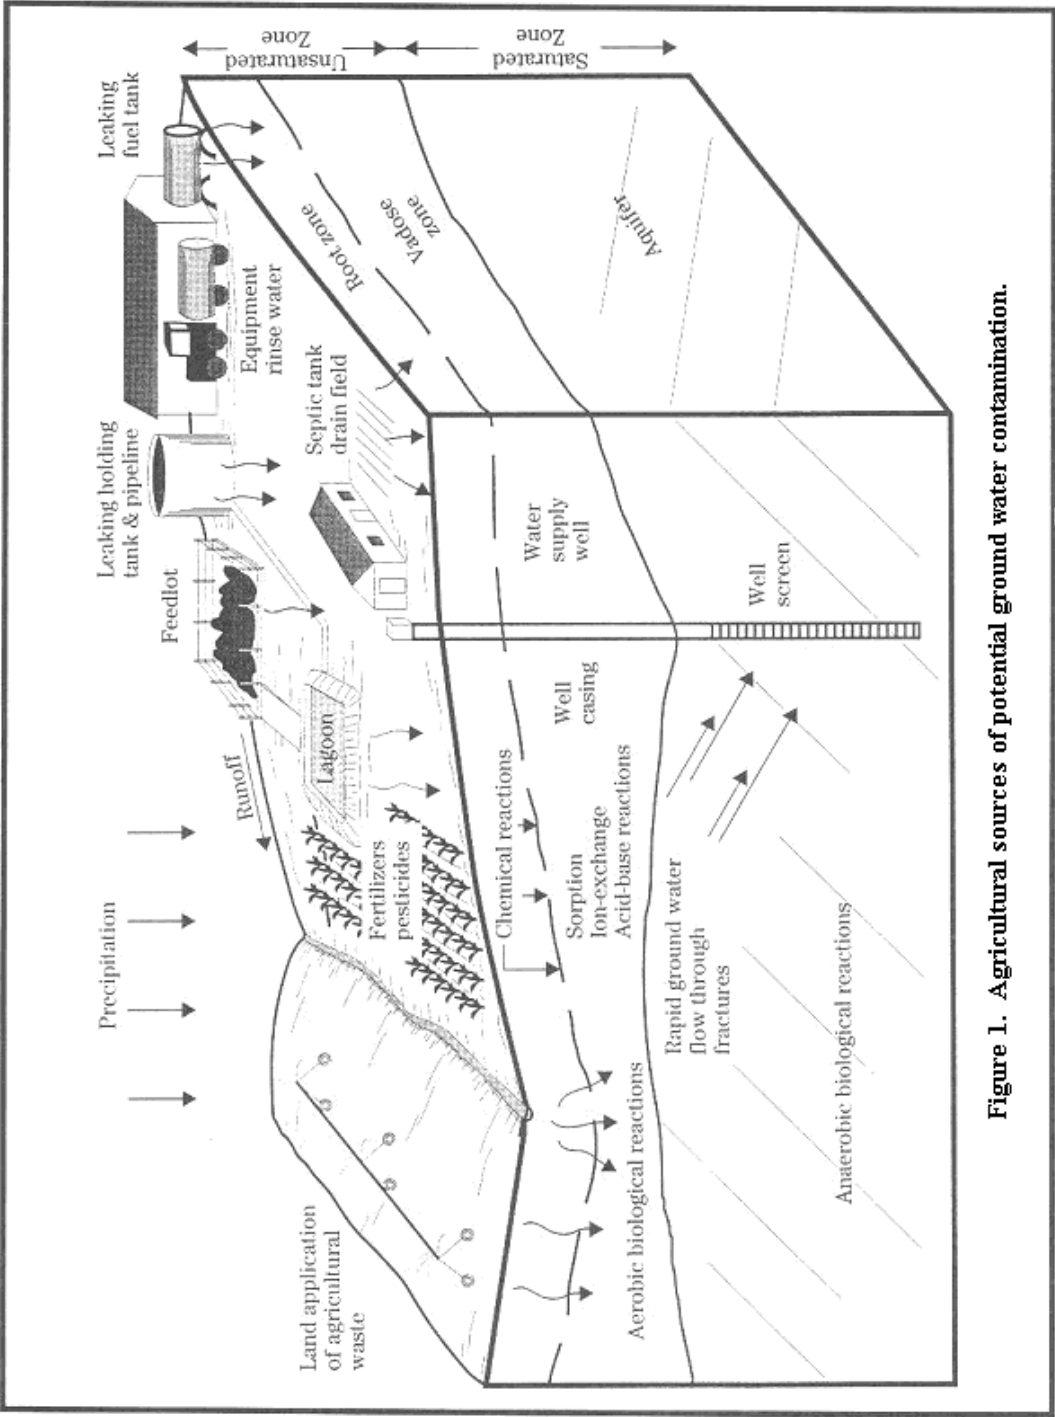 Precipitation
Runoff
Feedlot
Leaking holding
tank & pipeline
Leaking
fuel tank
Land application
of agricultural
waste
Fertilizers
pesticides
Lagoon
Septic tank
drain field
Equipment
rinse water
Unsaturated
Zone
Saturated
Zone
Root zone
Vadose
zone
Aquifer
Chemical reactions
Sorption
Ion-exchange
Acid-base reactions
Well
casing
Water
supply
well
Well
screen
Aerobic biological reactions
Rapid ground water
flow through
fractures
Anaerobic biological reactions
Figure 1. Agricultural sources of potential ground water contamination.